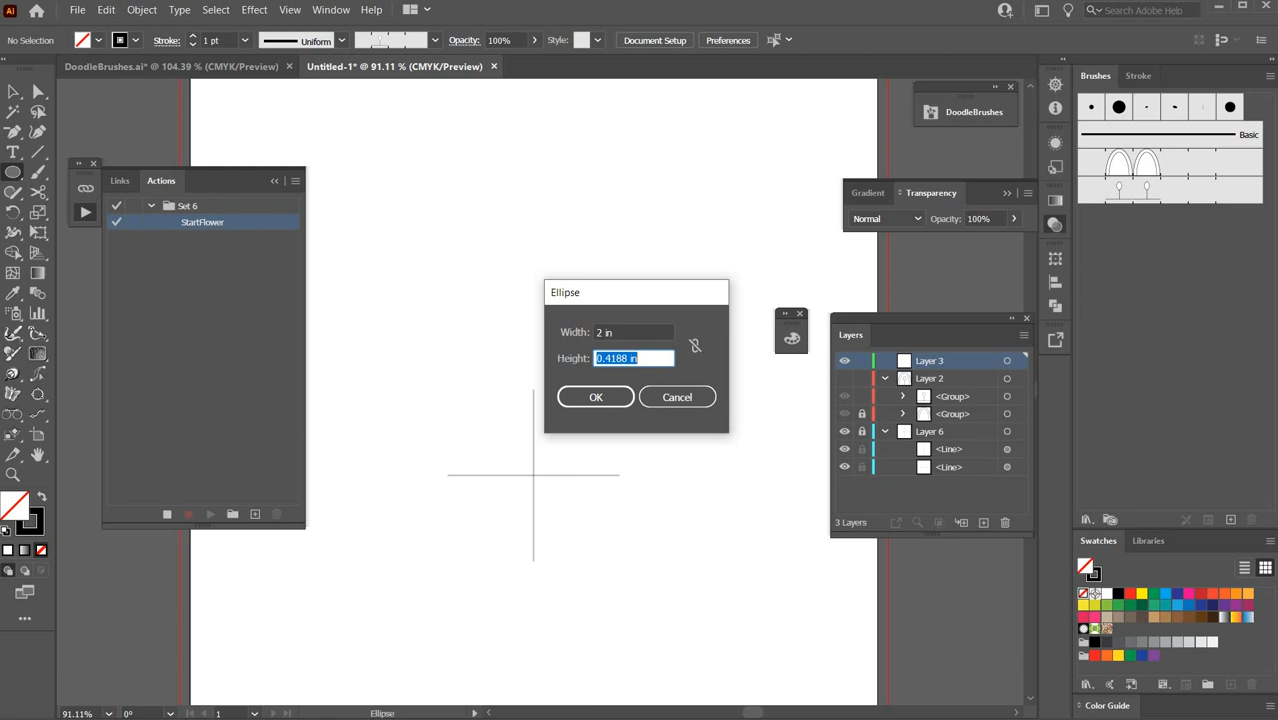 Ai File Edit Object Type Select Effect View Window Help Search Adobe Help
No Selection Stroke: 1 pt Uniform Opacity: 100% Style: Document Setup Preferences
DoodleBrushes.ai* @ 104.39 % (CMYK/Preview) × Untitled-1* @ 91.11 % (CMYK/Preview) ×
Brushes Stroke
DoodleBrushes
Basic
Links Actions
Gradient Transparency
Set 6
Normal Opacity: 100%
StartFlower
Ellipse
Width: 2 in
Height: 0.4188 in
OK Cancel
Layers
Layer 3
Layer 2
<Group>
<Group>
Layer 6
<Line>
<Line>
3 Layers
Swatches Libraries
Color Guide
91.11% 0° 1 Ellipse